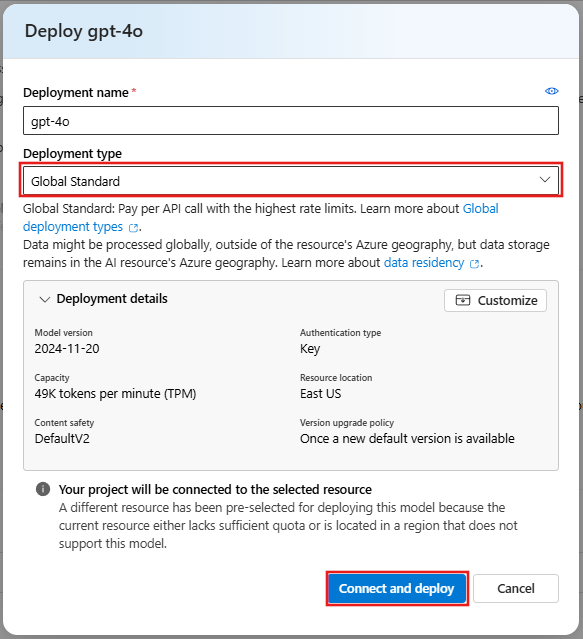 Deploy gpt-4o
Deployment name *
gpt-4o
Deployment type
Global Standard
Global Standard: Pay per API call with the highest rate limits. Learn more about Global
deployment types.
Data might be processed globally, outside of the resource's Azure geography, but data storage
remains in the AI resource's Azure geography. Learn more about data residency.
Deployment details
Customize
Model version
2024-11-20
Authentication type
Key
Capacity
49K tokens per minute (TPM)
Resource location
East US
Content safety
DefaultV2
Version upgrade policy
Once a new default version is available
Your project will be connected to the selected resource
A different resource has been pre-selected for deploying this model because the
current resource either lacks sufficient quota or is located in a region that does not
support this model.
Connect and deploy
Cancel